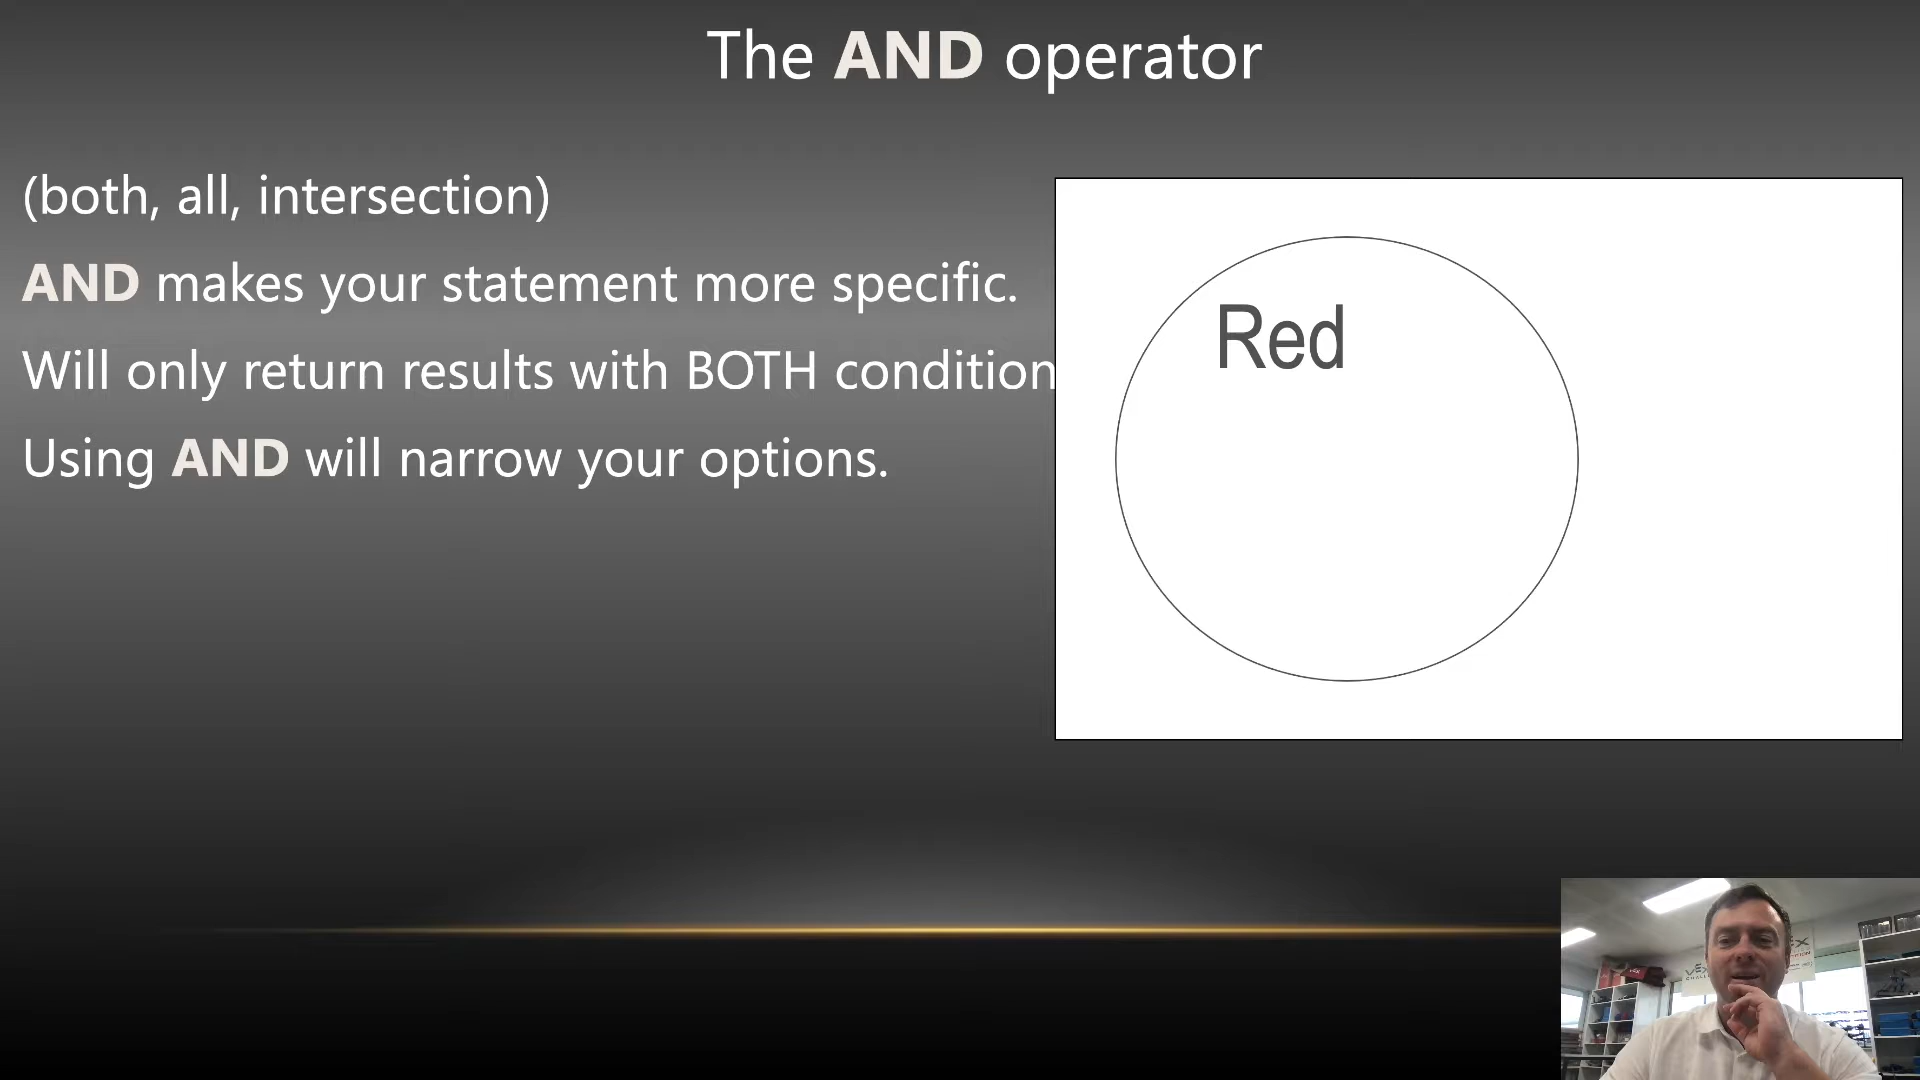 The AND operator
(both, all, intersection)
AND makes your statement more specific.
Will only return results with BOTH condition
Using AND will narrow your options.
Red